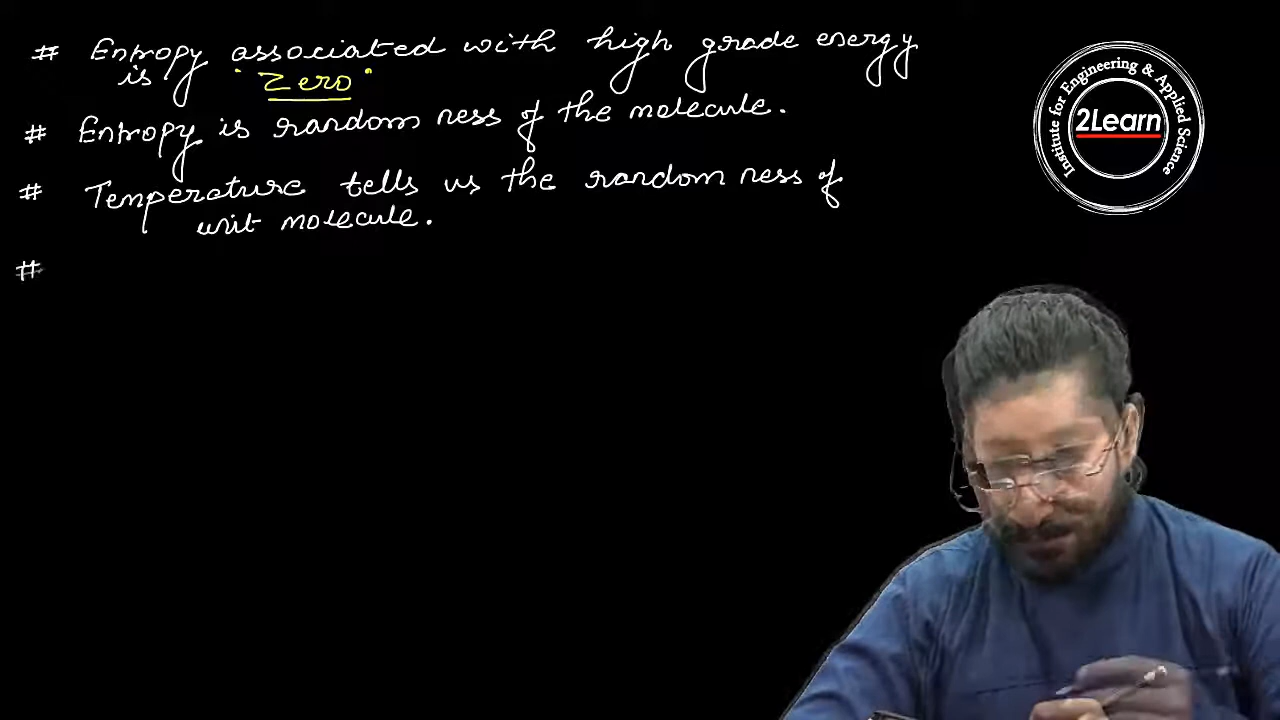 # Entropy associated with high grade energy
is "Zero"
# Entropy is random ness of the molecule.
# Temperature tells us the random ness of
unit molecule.
#
Institute for Engineering & Applied Science
2Learn